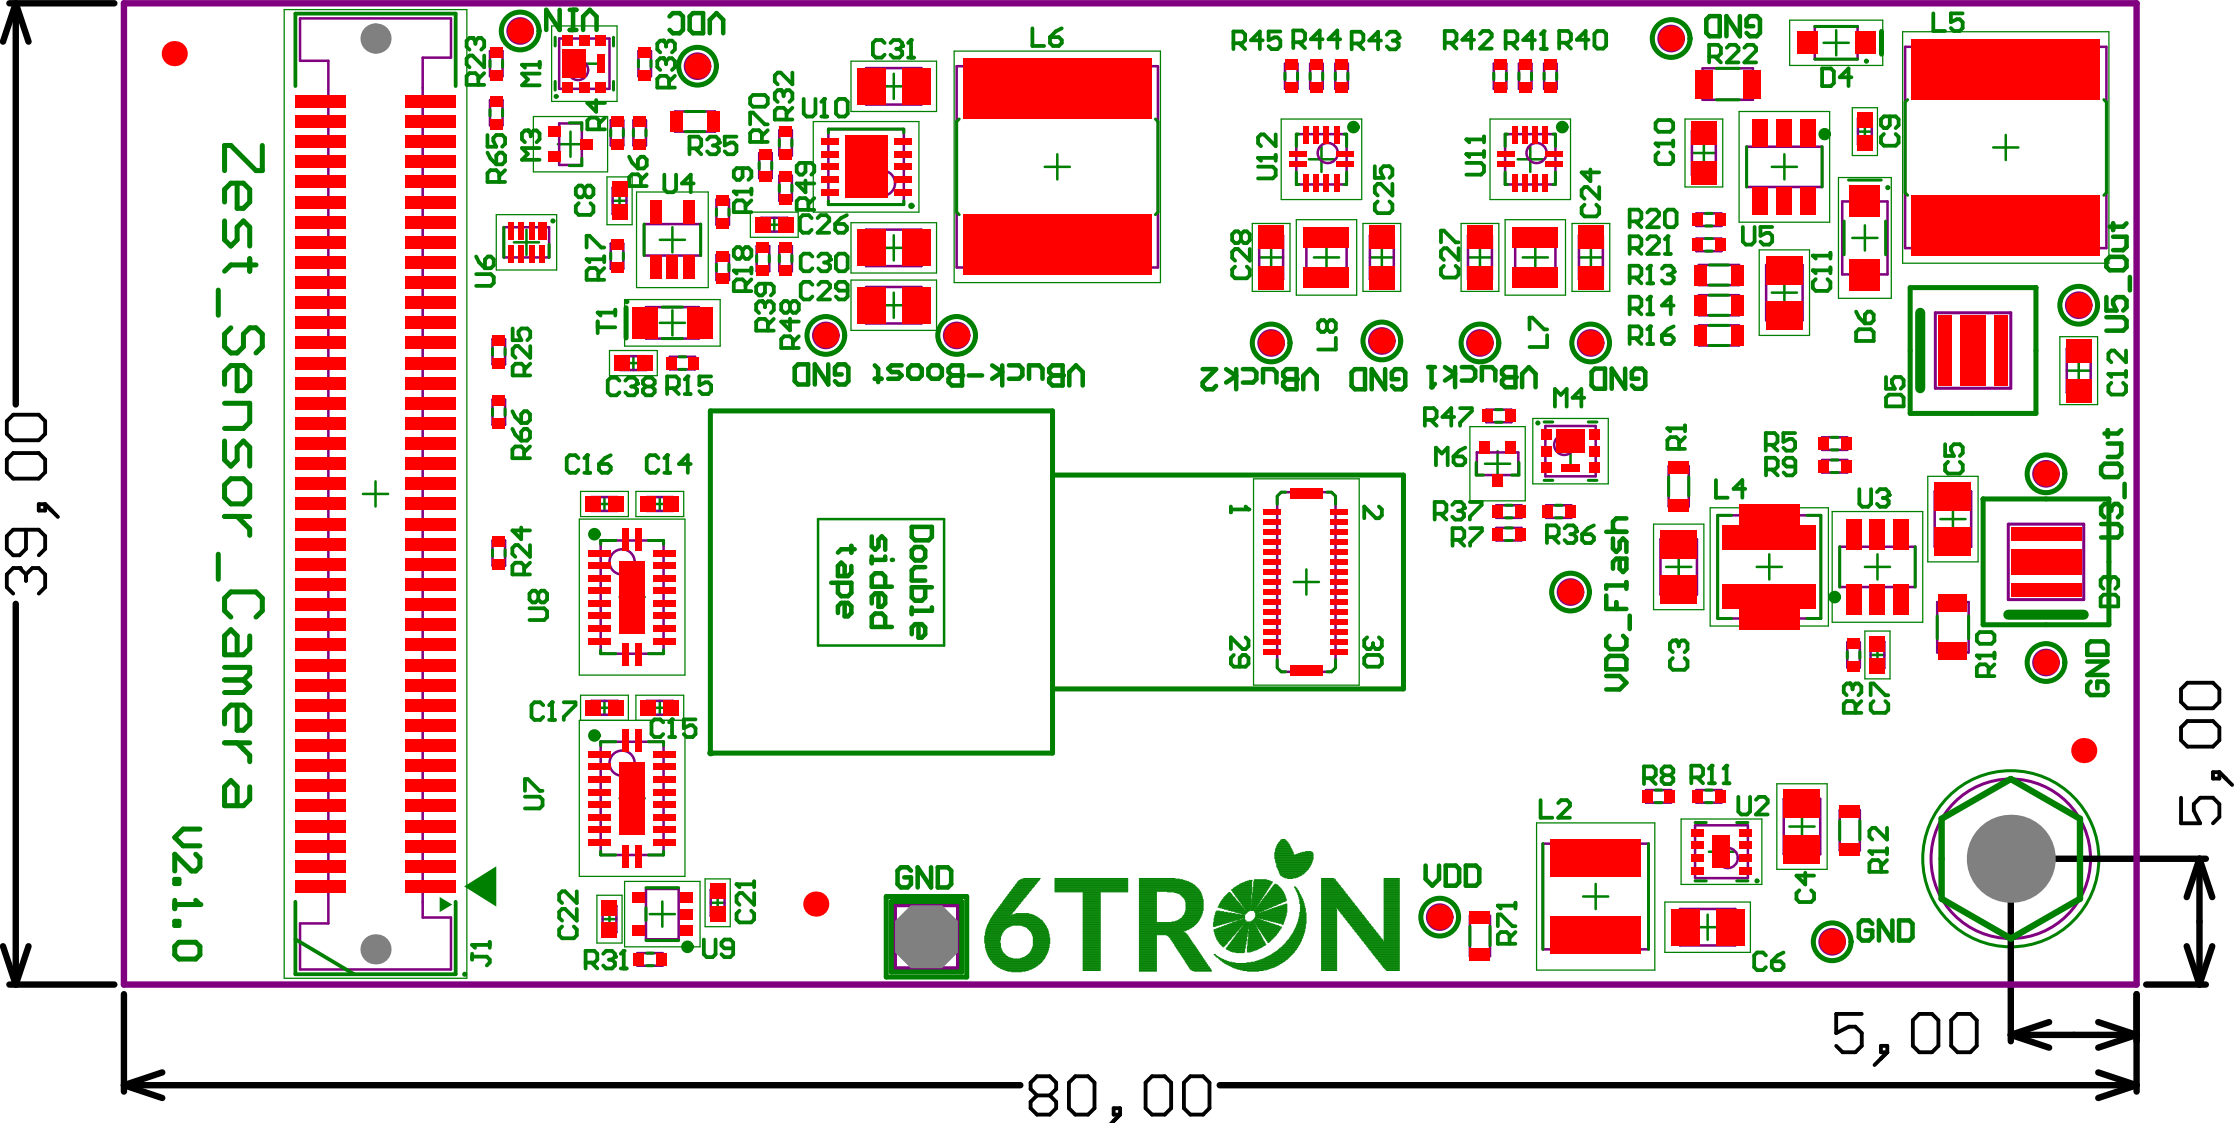 VIN
VDC
R23
M1
R33
R4
R65
M3
R6
R35
R70
R32
U10
C31
L6
R45
R44
R43
R42
R41
R40
GND
R22
D4
L5
C10
C9
U12
U11
C25
C24
C8
U4
R19
R49
C26
R17
R18
C30
C29
U6
T1
R39
R48
C28
C27
R20
R21
R13
R14
R16
U5
C11
D6
U5_Out
R25
C38
R15
GND
VBuck-Boost
VBuck2
L8
GND
VBuck1
L7
GND
D5
C12
Zest_Sensor_Camera
V2.1.0
R66
R24
C16
C14
U8
Double
sided
tape
1
2
29
30
R47
M4
M6
R37
R7
R36
R1
R5
R9
L4
U3
C5
U3_Out
VDC_Flash
C3
D3
R10
R3
C7
GND
C17
C15
U7
C22
C21
U9
R31
J1
GND
6TRON
VDD
R71
L2
R8
R11
U2
C4
R12
C6
GND
39,00
5,00
5,00
80,00